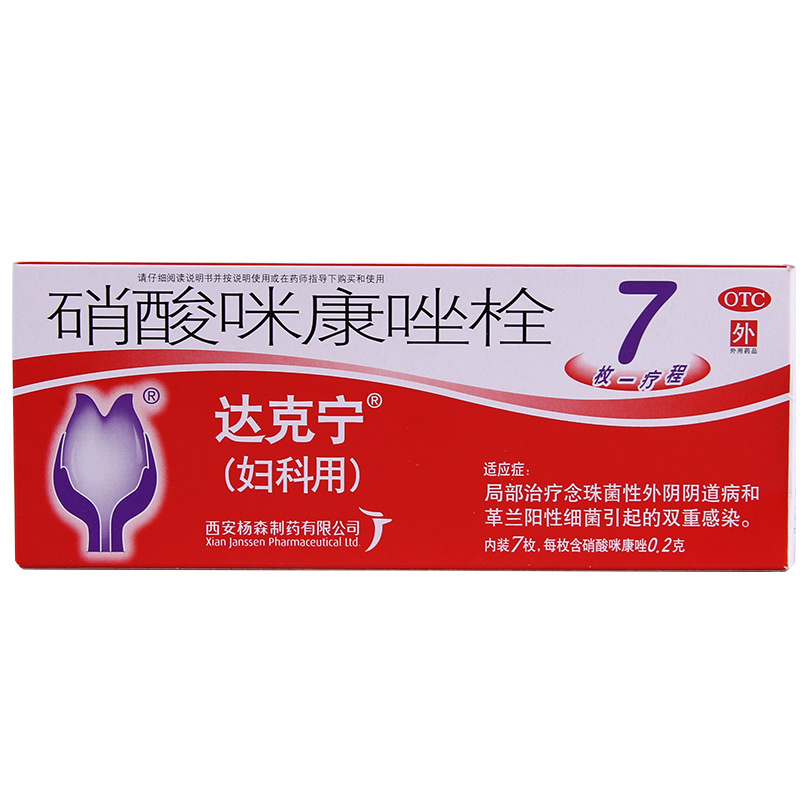 请仔细阅读说明书并按说明使用或在药师指导下购买和使用
硝酸咪康唑栓
7
枚一疗程
OTC
外
外用药品
®
达克宁®
(妇科用)
西安杨森制药有限公司
Xian Janssen Pharmaceutical Ltd.
适应症:
局部治疗念珠菌性外阴阴道病和
革兰阳性细菌引起的双重感染。
内装7枚,每枚含硝酸咪康唑0.2克